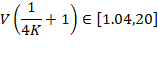 V(1/4K + 1) ∈ [1.04,20]